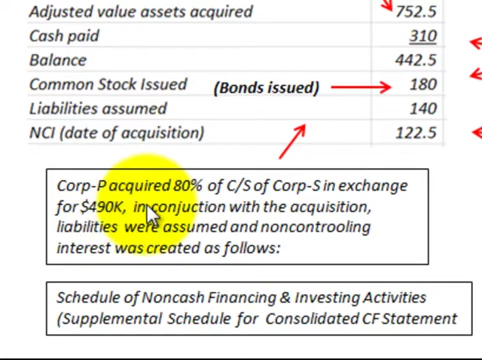 Adjusted value assets acquired 752.5
Cash paid 310
Balance 442.5
Common Stock Issued (Bonds issued) 180
Liabilities assumed 140
NCI (date of acquisition) 122.5
Corp-P acquired 80% of C/S of Corp-S in exchange
for $490K, in conjuction with the acquisition,
liabilities were assumed and noncontrooling
interest was created as follows:
Schedule of Noncash Financing & Investing Activities
(Supplemental Schedule for Consolidated CF Statement